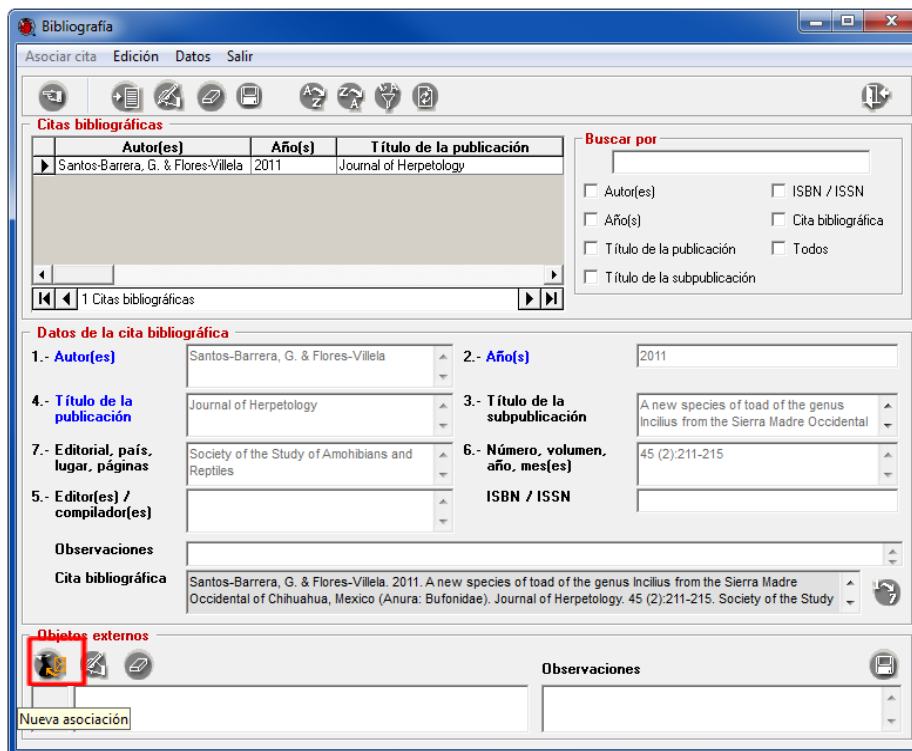 Bibliografía
Asociar cita Edición Datos Salir
Citas bibliográficas
Autor(es) Año(s) Título de la publicación
Santos-Barrera, G. & Flores-Villela 2011 Journal of Herpetology
1 Citas bibliográficas
Buscar por
Autor(es) ISBN / ISSN
Año(s) Cita bibliográfica
Título de la publicación Todos
Título de la subpublicación
Datos de la cita bibliográfica
1.- Autor(es) Santos-Barrera, G. & Flores-Villela 2.- Año(s) 2011
4.- Título de la publicación Journal of Herpetology 3.- Título de la subpublicación A new species of toad of the genus
Incilius from the Sierra Madre Occidental
7.- Editorial, país, lugar, páginas Society of the Study of Amohibians and
Reptiles
6.- Número, volumen, año, mes(es) 45 (2):211-215
5.- Editor(es) / compilador(es) ISBN / ISSN
Observaciones
Cita bibliográfica Santos-Barrera, G. & Flores-Villela. 2011. A new species of toad of the genus Incilius from the Sierra Madre
Occidental of Chihuahua, Mexico (Anura: Bufonidae). Journal of Herpetology. 45 (2):211-215. Society of the Study
Objetos externos
Observaciones
Nueva asociación